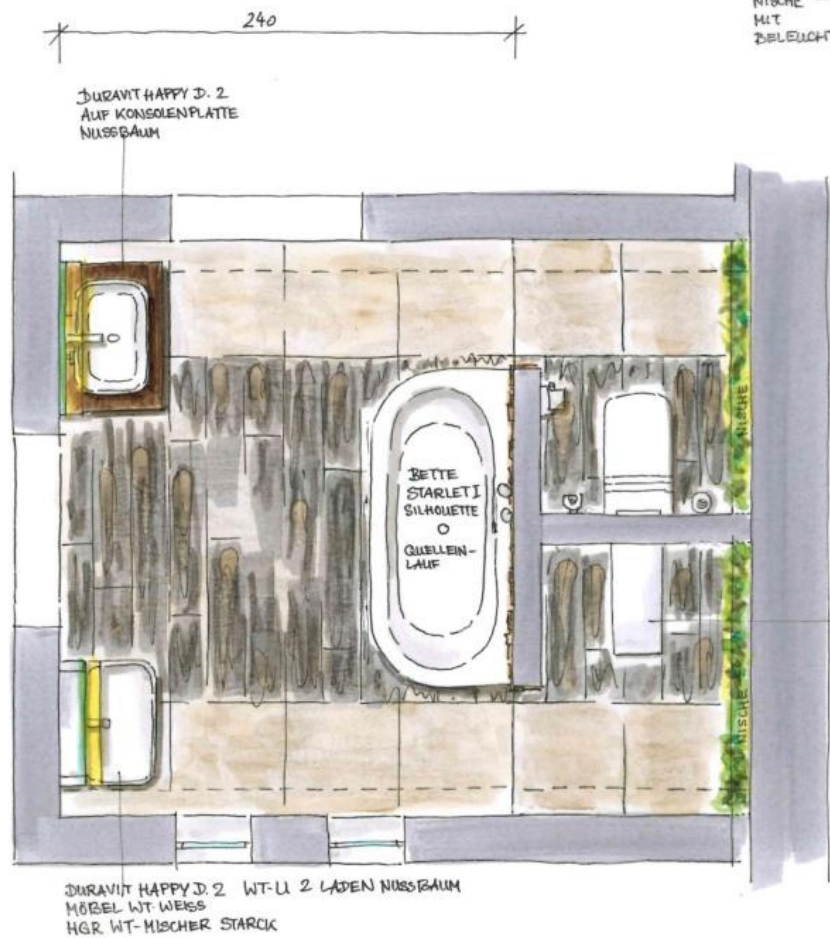 240
NISCHE
MIT
DURAVIT HAPPY D. 2
AUF KONSOLENPLATTE
NUSSBAUM
NISCHE
BETTE
STARLET I
SILHOUETTE
QUELLEIN-
LAUF
NISCHE
DURAVIT HAPPY D. 2 WT-U 2 LADEN NUSSBAUM
MÖBEL WT WEISS
HGR WT-MISCHER STARCK